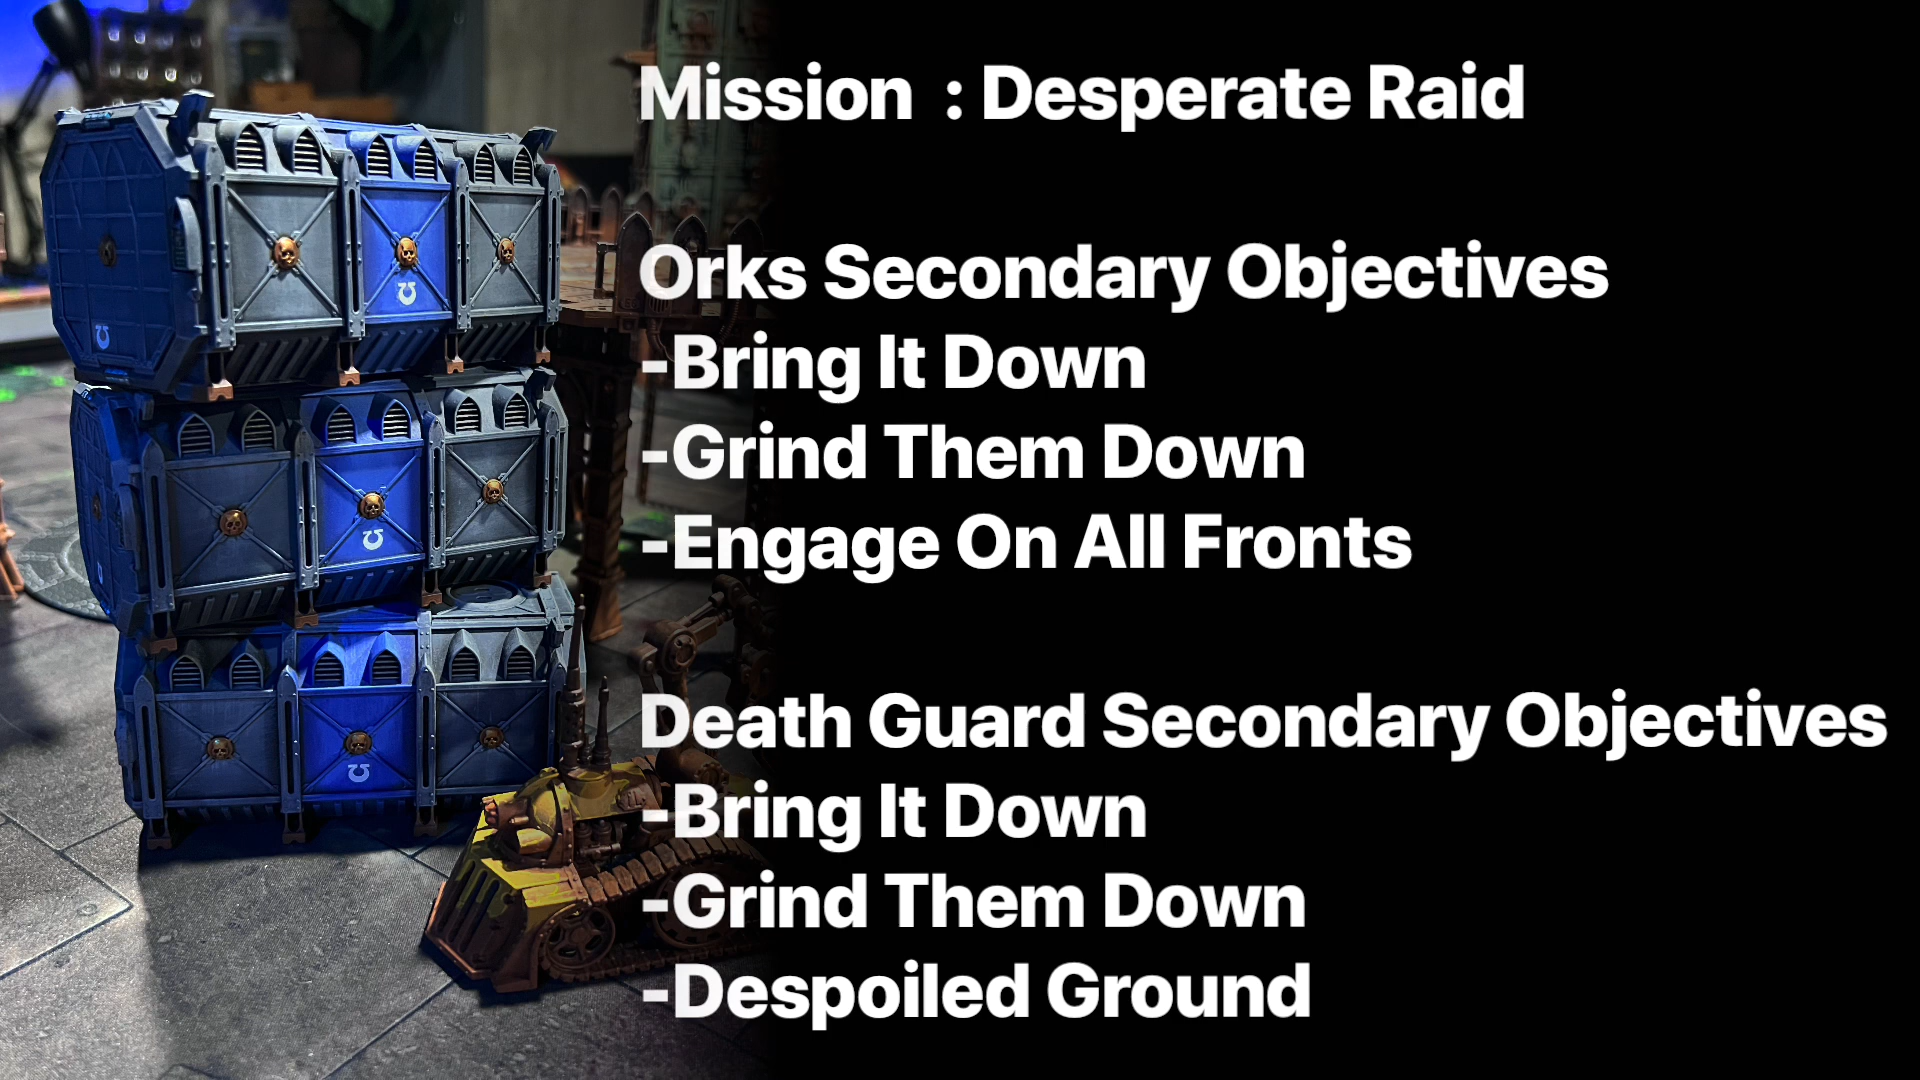 Mission : Desperate Raid
Orks Secondary Objectives
-Bring It Down
-Grind Them Down
-Engage On All Fronts
Death Guard Secondary Objectives
-Bring It Down
-Grind Them Down
-Despoiled Ground